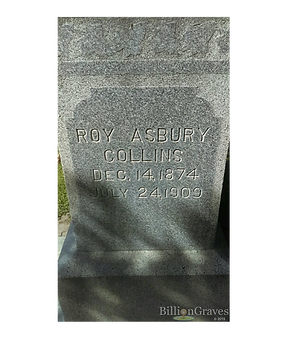 ROY ASBURY
COLLINS
DEC. 14, 1874
JULY 24, 1909
BillionGraves